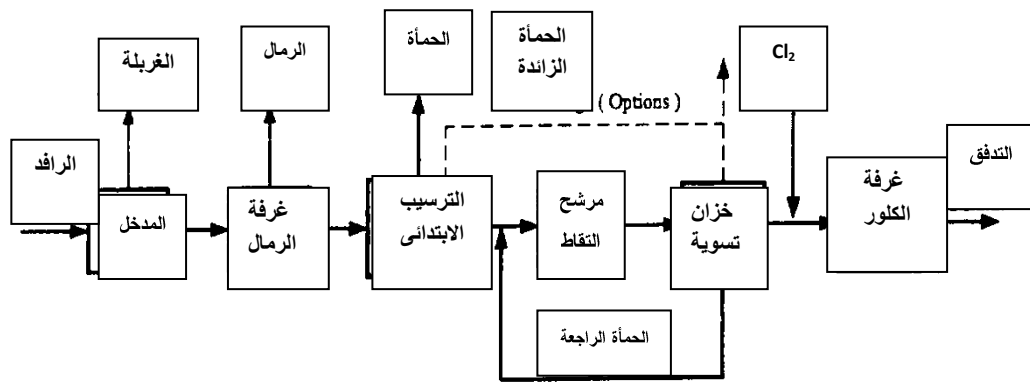 الغربلة
الرمال
الحمأة
الحمأة
الزائدة
( Options )
Cl₂
الرافد
المدخل
غرفة
الرمال
الترسيب
الابتدائى
مرشح
التقاط
خزان
تسوية
غرفة
الكلور
التدفق
الحمأة الراجعة